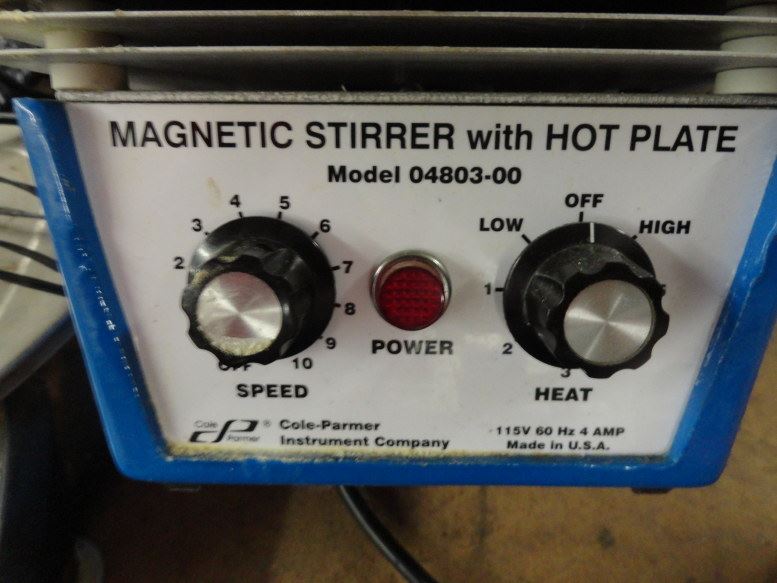 MAGNETIC STIRRER with HOT PLATE
Model 04803-00
2 3 4 5 6 7 8 9 10 OFF
SPEED
POWER
OFF
LOW HIGH
1 2 3
HEAT
Cole Parmer ® Cole-Parmer
Instrument Company
115V 60 Hz 4 AMP
Made in U.S.A.